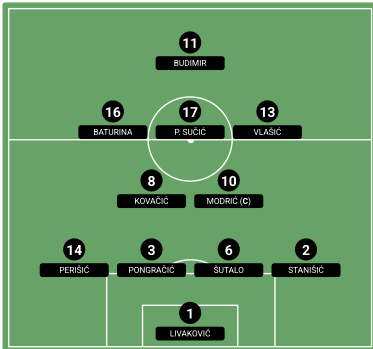 11
BUDIMIR
16 17 13
BATURINA P. SUČIĆ VLAŠIĆ
8 10
KOVAČIĆ MODRIĆ (C)
14 3 6 2
PERIŠIĆ PONGRAČIĆ ŠUTALO STANIŠIĆ
1
LIVAKOVIĆ